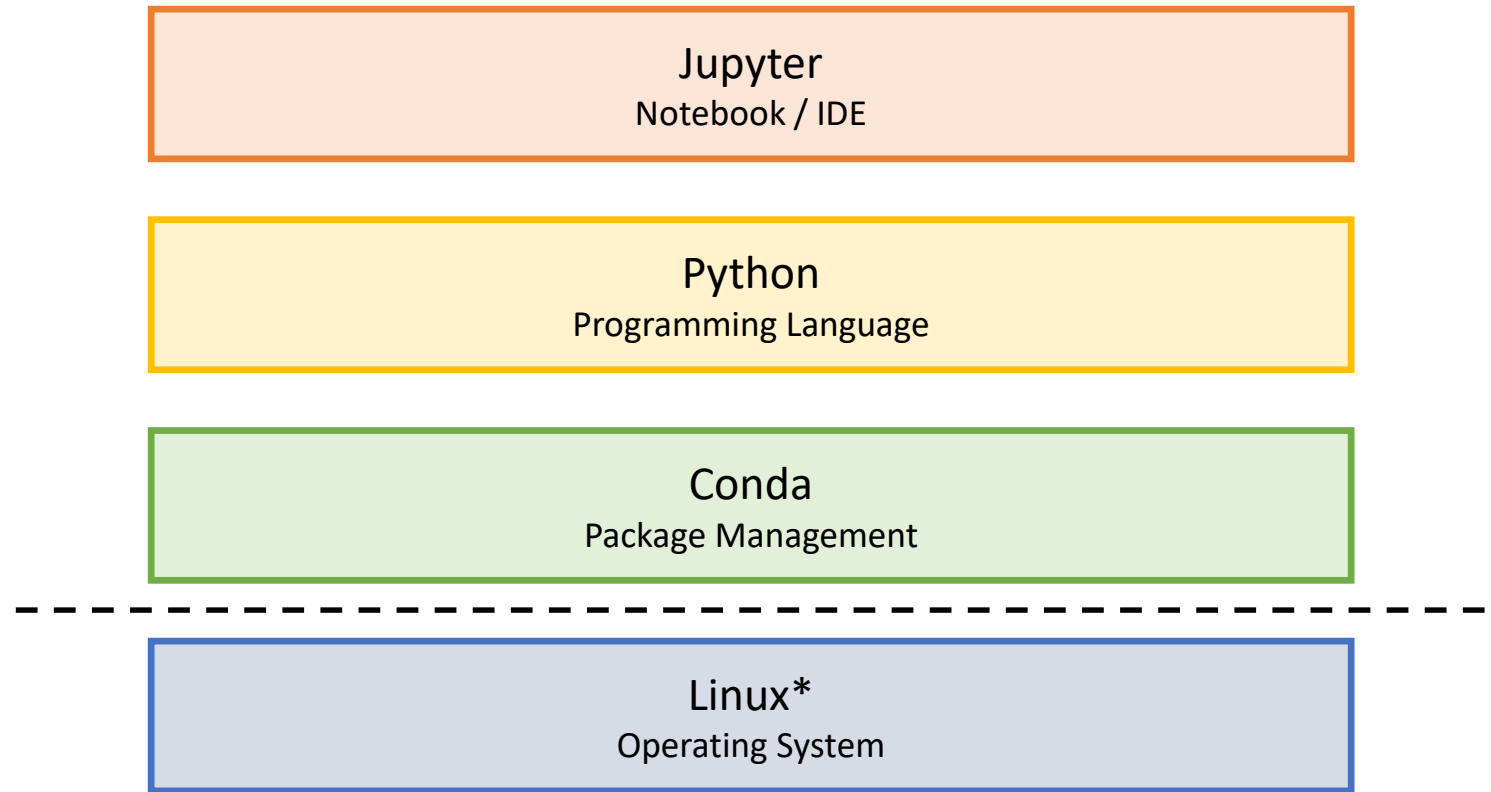 Jupyter
Notebook / IDE
Python
Programming Language
Conda
Package Management
Linux*
Operating System